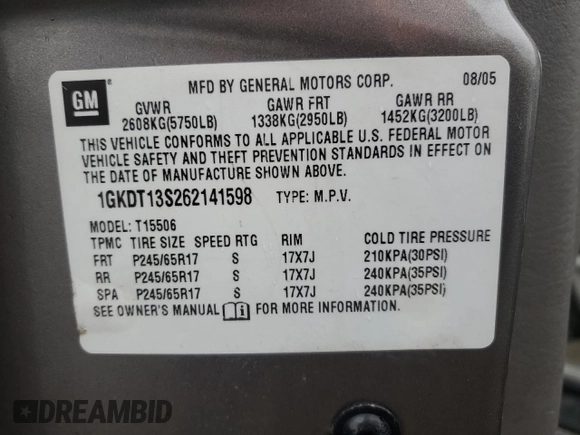 GM
MFD BY GENERAL MOTORS CORP. 08/05
GVWR GAWR FRT GAWR RR
2608KG(5750LB) 1338KG(2950LB) 1452KG(3200LB)
THIS VEHICLE CONFORMS TO ALL APPLICABLE U.S. FEDERAL MOTOR
VEHICLE SAFETY AND THEFT PREVENTION STANDARDS IN EFFECT ON
THE DATE OF MANUFACTURE SHOWN ABOVE.
1GKDT13S262141598 TYPE: M.P.V.
MODEL: T15506
TPMC TIRE SIZE SPEED RTG RIM COLD TIRE PRESSURE
FRT P245/65R17 S 17X7J 210KPA(30PSI)
RR P245/65R17 S 17X7J 240KPA(35PSI)
SPA P245/65R17 S 17X7J 240KPA(35PSI)
SEE OWNER'S MANUAL FOR MORE INFORMATION.
DREAMBID